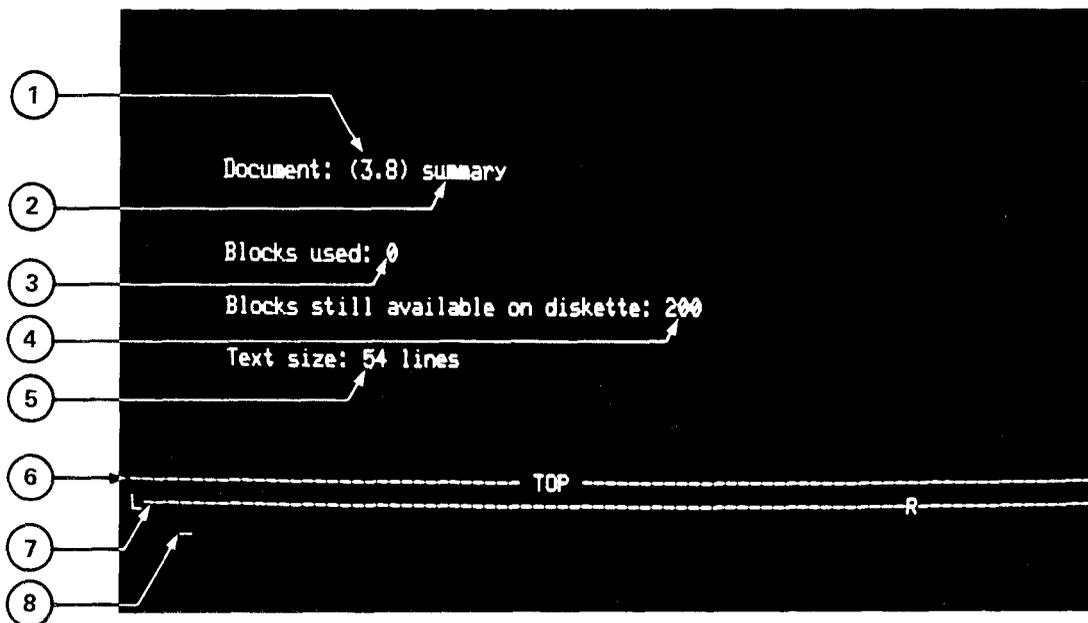 1
Document: (3.8) summary
2
Blocks used: 0
3
Blocks still available on diskette: 200
4
Text size: 54 lines
5
6
TOP
L R
7
8